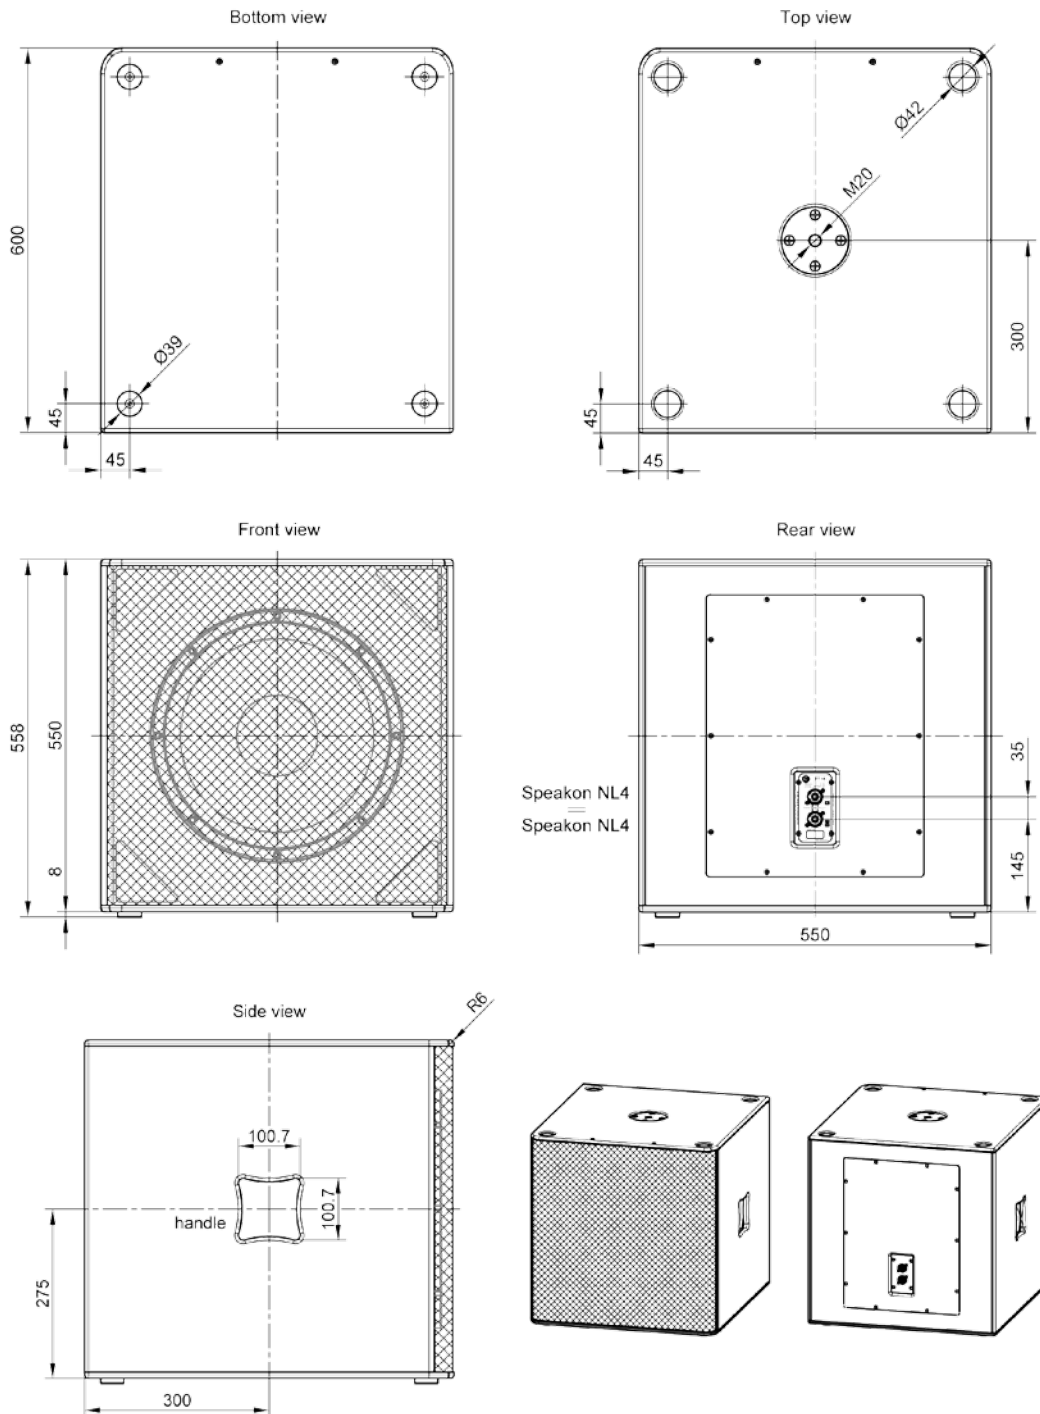 Bottom view
Top view
600
Ø39
45
45
Ø42
M20
300
45
45
Front view
Rear view
558
550
8
Speakon NL4
Speakon NL4
35
145
550
Side view
R6
100.7
100.7
handle
275
300